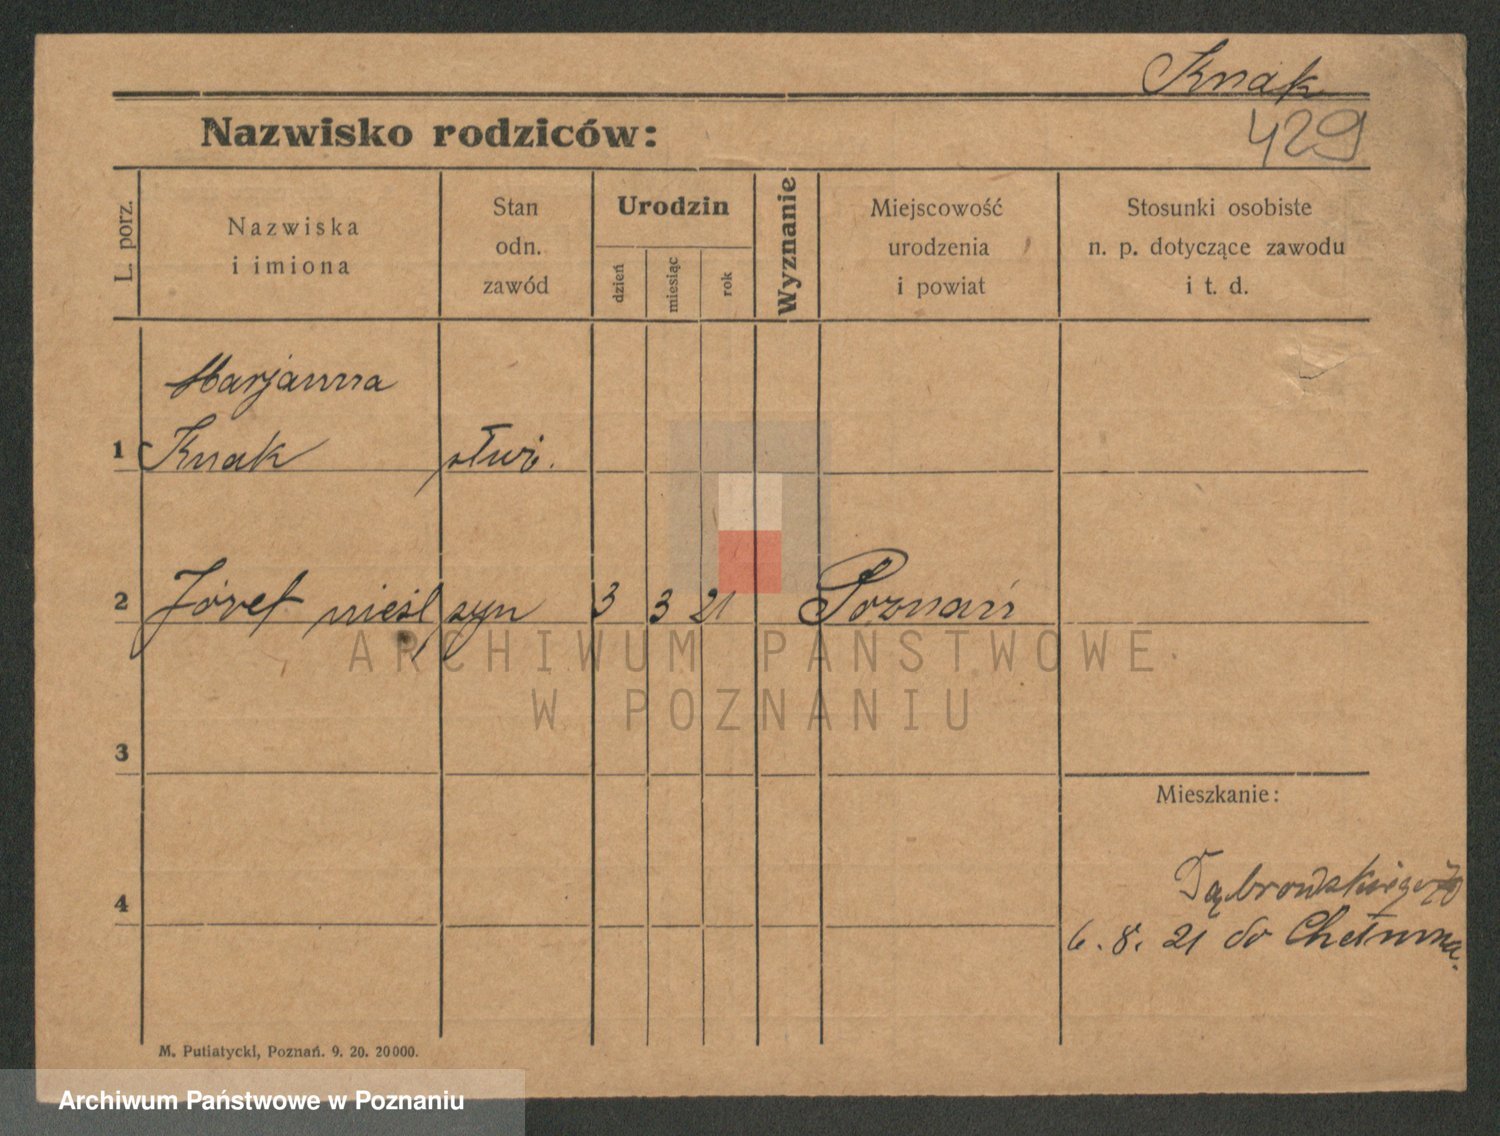 Knak
Nazwisko rodziców:
429
L. porz.
Nazwiska
i imiona
Stan
odn.
zawód
Urodzin
dzień
miesiąc
rok
Wyznanie
Miejscowość
urodzenia
i powiat
Stosunki osobiste
n. p. dotyczące zawodu
i t. d.
Marjanna
1 Knak służ.
2 Józef nieśl. syn 3 3 21 Poznań
ARCHIWUM PAŃSTWOWE
W POZNANIU
3
Mieszkanie:
4
Dąbrowskiego
6. 8. 21 do Chełmna.
M. Putiatycki, Poznań. 9. 20. 20000.
Archiwum Państwowe w Poznaniu